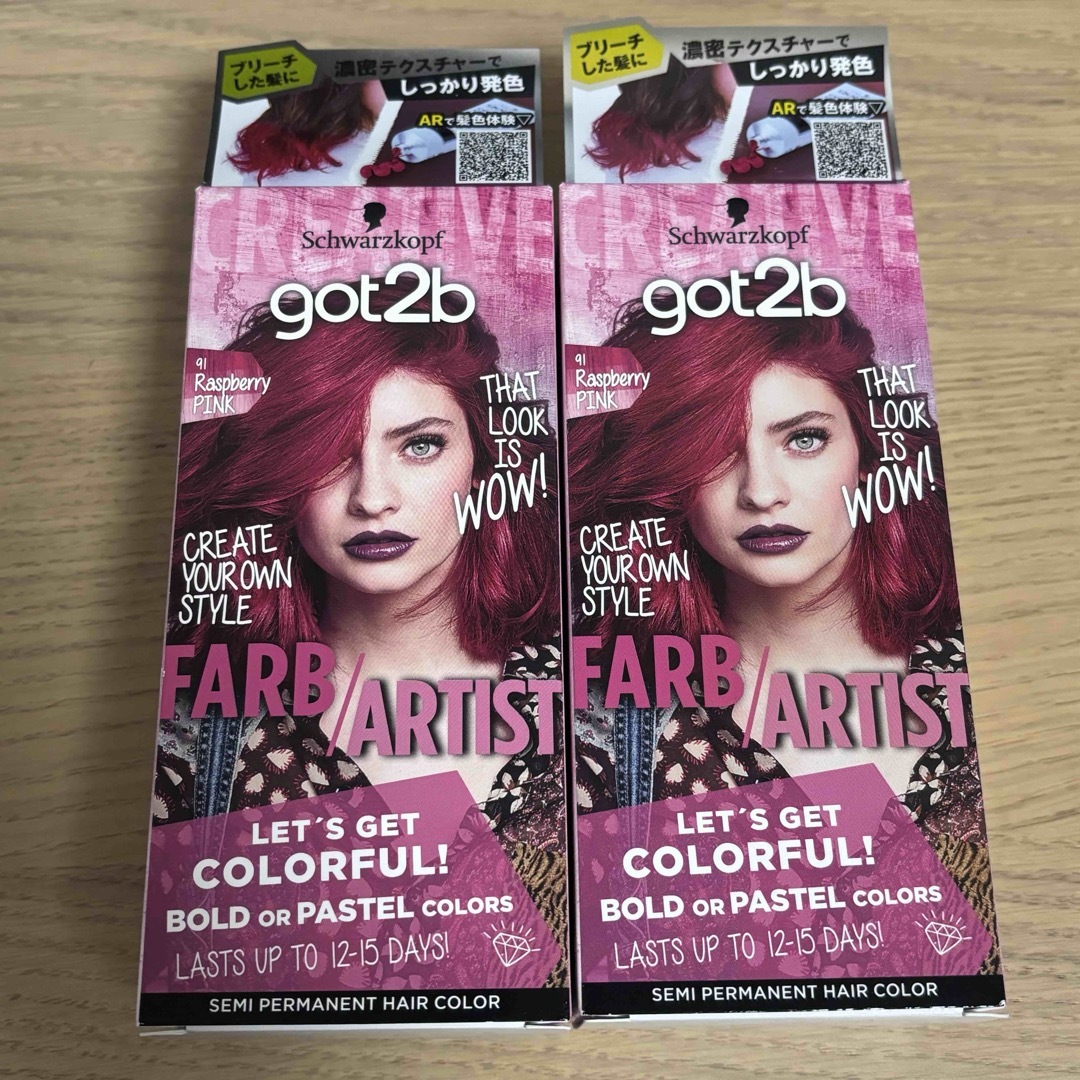 ブリーチ
した髪に
濃密テクスチャーで
しっかり発色
ARで髪色体験▽
CREATIVE
Schwarzkopf
got2b
91
Raspberry
PINK
THAT
LOOK
IS
WOW!
CREATE
YOUR OWN
STYLE
FARB/ARTIST
LET´S GET
COLORFUL!
BOLD OR PASTEL COLORS
LASTS UP TO 12-15 DAYS!
SEMI PERMANENT HAIR COLOR
ブリーチ
した髪に
濃密テクスチャーで
しっかり発色
ARで髪色体験▽
CREATIVE
Schwarzkopf
got2b
91
Raspberry
PINK
THAT
LOOK
IS
WOW!
CREATE
YOUR OWN
STYLE
FARB/ARTIST
LET´S GET
COLORFUL!
BOLD OR PASTEL COLORS
LASTS UP TO 12-15 DAYS!
SEMI PERMANENT HAIR COLOR